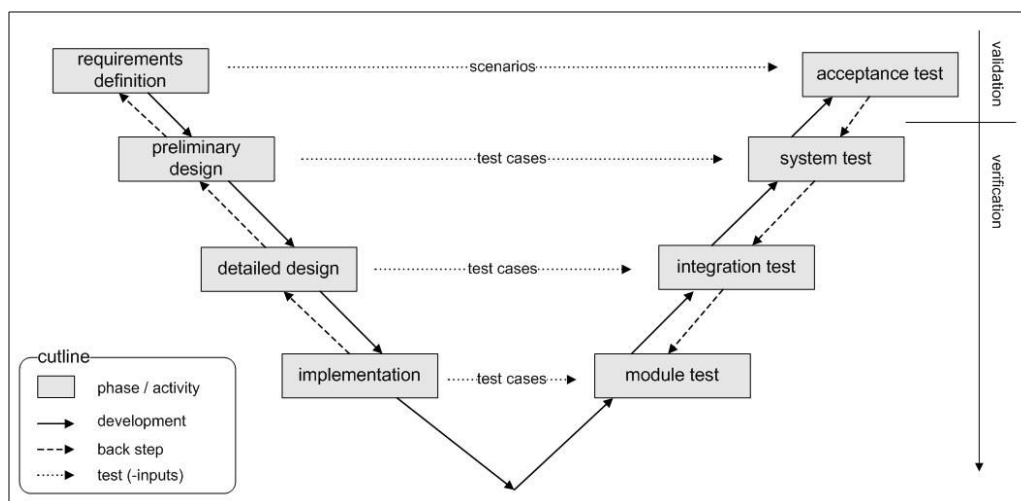 requirements
definition
scenarios
acceptance test
validation
preliminary
design
test cases
system test
verification
detailed design
test cases
integration test
implementation
test cases
module test
cutline
phase / activity
development
back step
test (-inputs)